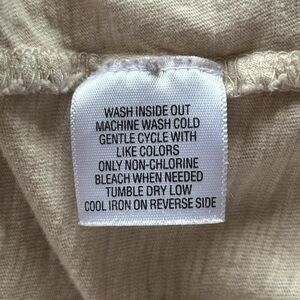 WASH INSIDE OUT
MACHINE WASH COLD
GENTLE CYCLE WITH
LIKE COLORS
ONLY NON-CHLORINE
BLEACH WHEN NEEDED
TUMBLE DRY LOW
COOL IRON ON REVERSE SIDE